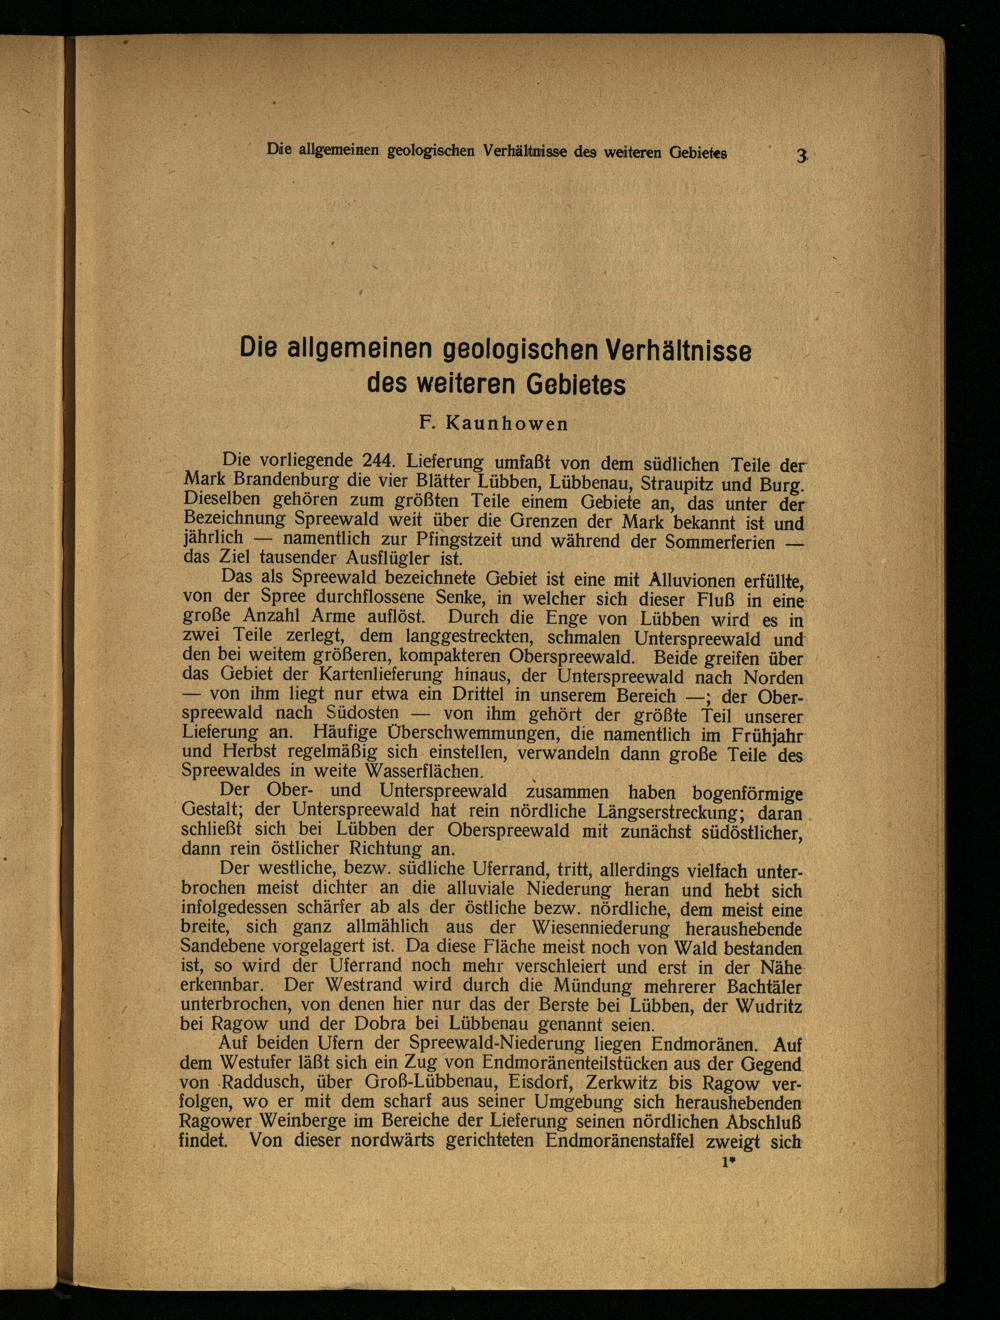 Die allgemeinen geologischen Verhältnisse des weiteren Gebietes 3
Die allgemeinen geologischen Verhältnisse
des weiteren Gebietes
F. Kaunhowen
Die vorliegende 244. Lieferung umfaßt von dem südlichen Teile der
Mark Brandenburg die vier Blätter Lübben, Lübbenau, Straupitz und Burg.
Dieselben gehören zum größten Teile einem Gebiete an, das unter der
Bezeichnung Spreewald weit über die Grenzen der Mark bekannt ist und
jährlich — namentlich zur Pfingstzeit und während der Sommerferien —
das Ziel tausender Ausflügler ist.
Das als Spreewald bezeichnete Gebiet ist eine mit Alluvionen erfüllte,
von der Spree durchflossene Senke, in welcher sich dieser Fluß in eine
große Anzahl Arme auflöst. Durch die Enge von Lübben wird es in
zwei Teile zerlegt, dem langgestreckten, schmalen Unterspreewald und
den bei weitem größeren, kompakteren Oberspreewald. Beide greifen über
das Gebiet der Kartenlieferung hinaus, der Unterspreewald nach Norden
— von ihm liegt nur etwa ein Drittel in unserem Bereich —; der Ober-
spreewald nach Südosten — von ihm gehört der größte Teil unserer
Lieferung an. Häufige Überschwemmungen, die namentlich im Frühjahr
und Herbst regelmäßig sich einstellen, verwandeln dann große Teile des
Spreewaldes in weite Wasserflächen.
Der Ober- und Unterspreewald zusammen haben bogenförmige
Gestalt; der Unterspreewald hat rein nördliche Längserstreckung; daran
schließt sich bei Lübben der Oberspreewald mit zunächst südöstlicher,
dann rein östlicher Richtung an.
Der westliche, bezw. südliche Uferrand, tritt, allerdings vielfach unter-
brochen meist dichter an die alluviale Niederung heran und hebt sich
infolgedessen schärfer ab als der östliche bezw. nördliche, dem meist eine
breite, sich ganz allmählich aus der Wiesenniederung heraushebende
Sandebene vorgelagert ist. Da diese Fläche meist noch von Wald bestanden
ist, so wird der Uferrand noch mehr verschleiert und erst in der Nähe
erkennbar. Der Westrand wird durch die Mündung mehrerer Bachtäler
unterbrochen, von denen hier nur das der Berste bei Lübben, der Wudritz
bei Ragow und der Dobra bei Lübbenau genannt seien.
Auf beiden Ufern der Spreewald-Niederung liegen Endmoränen. Auf
dem Westufer läßt sich ein Zug von Endmoränenteilstücken aus der Gegend
von Raddusch, über Groß-Lübbenau, Eisdorf, Zerkwitz bis Ragow ver-
folgen, wo er mit dem scharf aus seiner Umgebung sich heraushebenden
Ragower Weinberge im Bereiche der Lieferung seinen nördlichen Abschluß
findet. Von dieser nordwärts gerichteten Endmoränenstaffel zweigt sich
1*